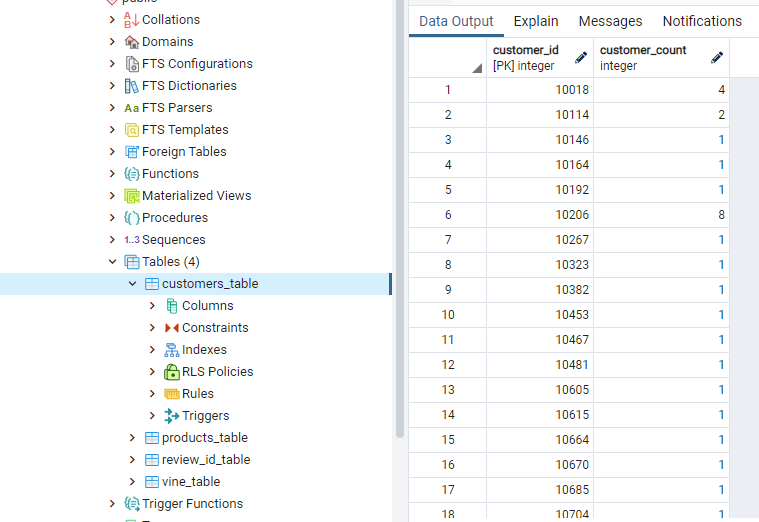 public
Collations
Domains
FTS Configurations
FTS Dictionaries
Aa FTS Parsers
FTS Templates
Foreign Tables
Functions
Materialized Views
Procedures
1..3 Sequences
Tables (4)
customers_table
Columns
Constraints
Indexes
RLS Policies
Rules
Triggers
products_table
review_id_table
vine_table
Trigger Functions
Data Output Explain Messages Notifications
customer_id customer_count
[PK] integer integer
1 10018 4
2 10114 2
3 10146 1
4 10164 1
5 10192 1
6 10206 8
7 10267 1
8 10323 1
9 10382 1
10 10453 1
11 10467 1
12 10481 1
13 10605 1
14 10615 1
15 10664 1
16 10670 1
17 10685 1
18 10704 1